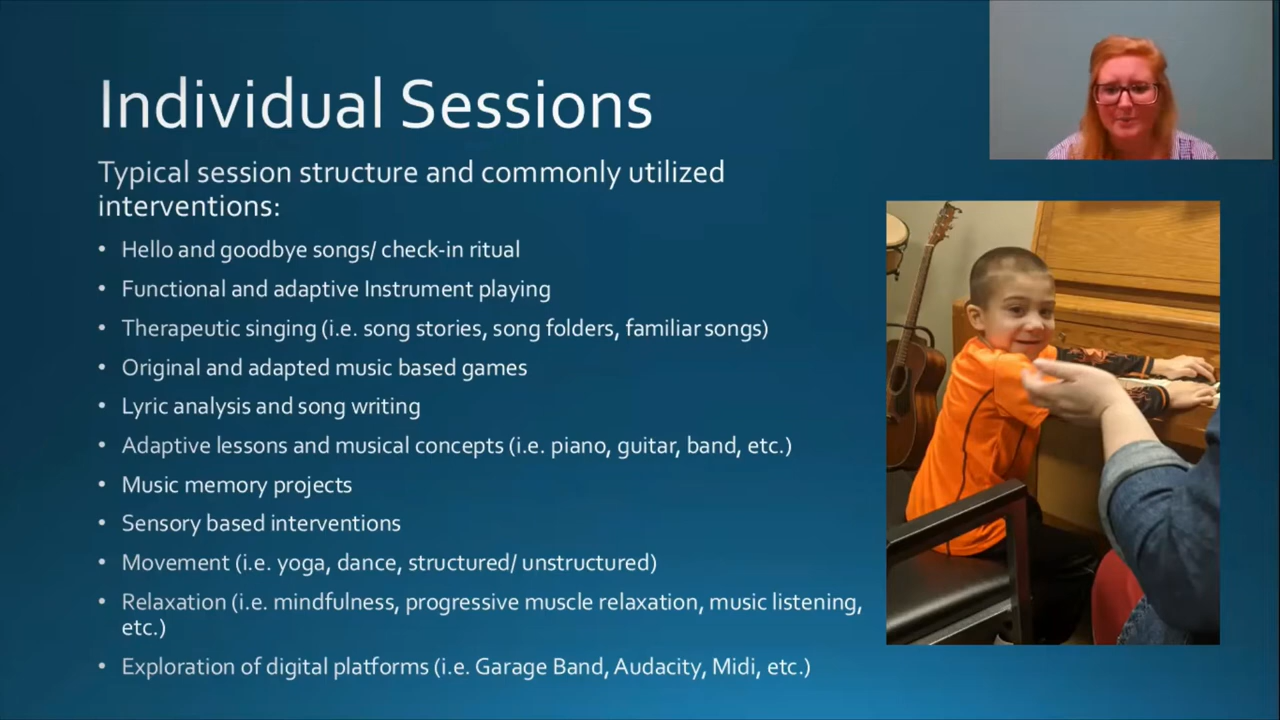 Individual Sessions
Typical session structure and commonly utilized
interventions:
• Hello and goodbye songs/ check-in ritual
• Functional and adaptive Instrument playing
• Therapeutic singing (i.e. song stories, song folders, familiar songs)
• Original and adapted music based games
• Lyric analysis and song writing
• Adaptive lessons and musical concepts (i.e. piano, guitar, band, etc.)
• Music memory projects
• Sensory based interventions
• Movement (i.e. yoga, dance, structured/ unstructured)
• Relaxation (i.e. mindfulness, progressive muscle relaxation, music listening,
etc.)
• Exploration of digital platforms (i.e. Garage Band, Audacity, Midi, etc.)